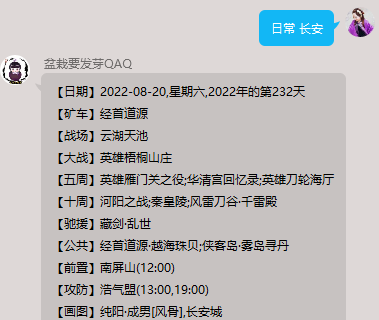 日常 长安
盆栽要发芽QAQ
【日期】2022-08-20,星期六,2022年的第232天
【矿车】经首道源
【战场】云湖天池
【大战】英雄梧桐山庄
【五周】英雄雁门关之役;华清宫回忆录;英雄刀轮海厅
【十周】河阳之战;秦皇陵;风雷刀谷·千雷殿
【驰援】藏剑·乱世
【公共】经首道源·越海珠贝;侠客岛·雾岛寻丹
【前置】南屏山(12:00)
【攻防】浩气盟(13:00,19:00)
【画图】纯阳·成男[风骨],长安城